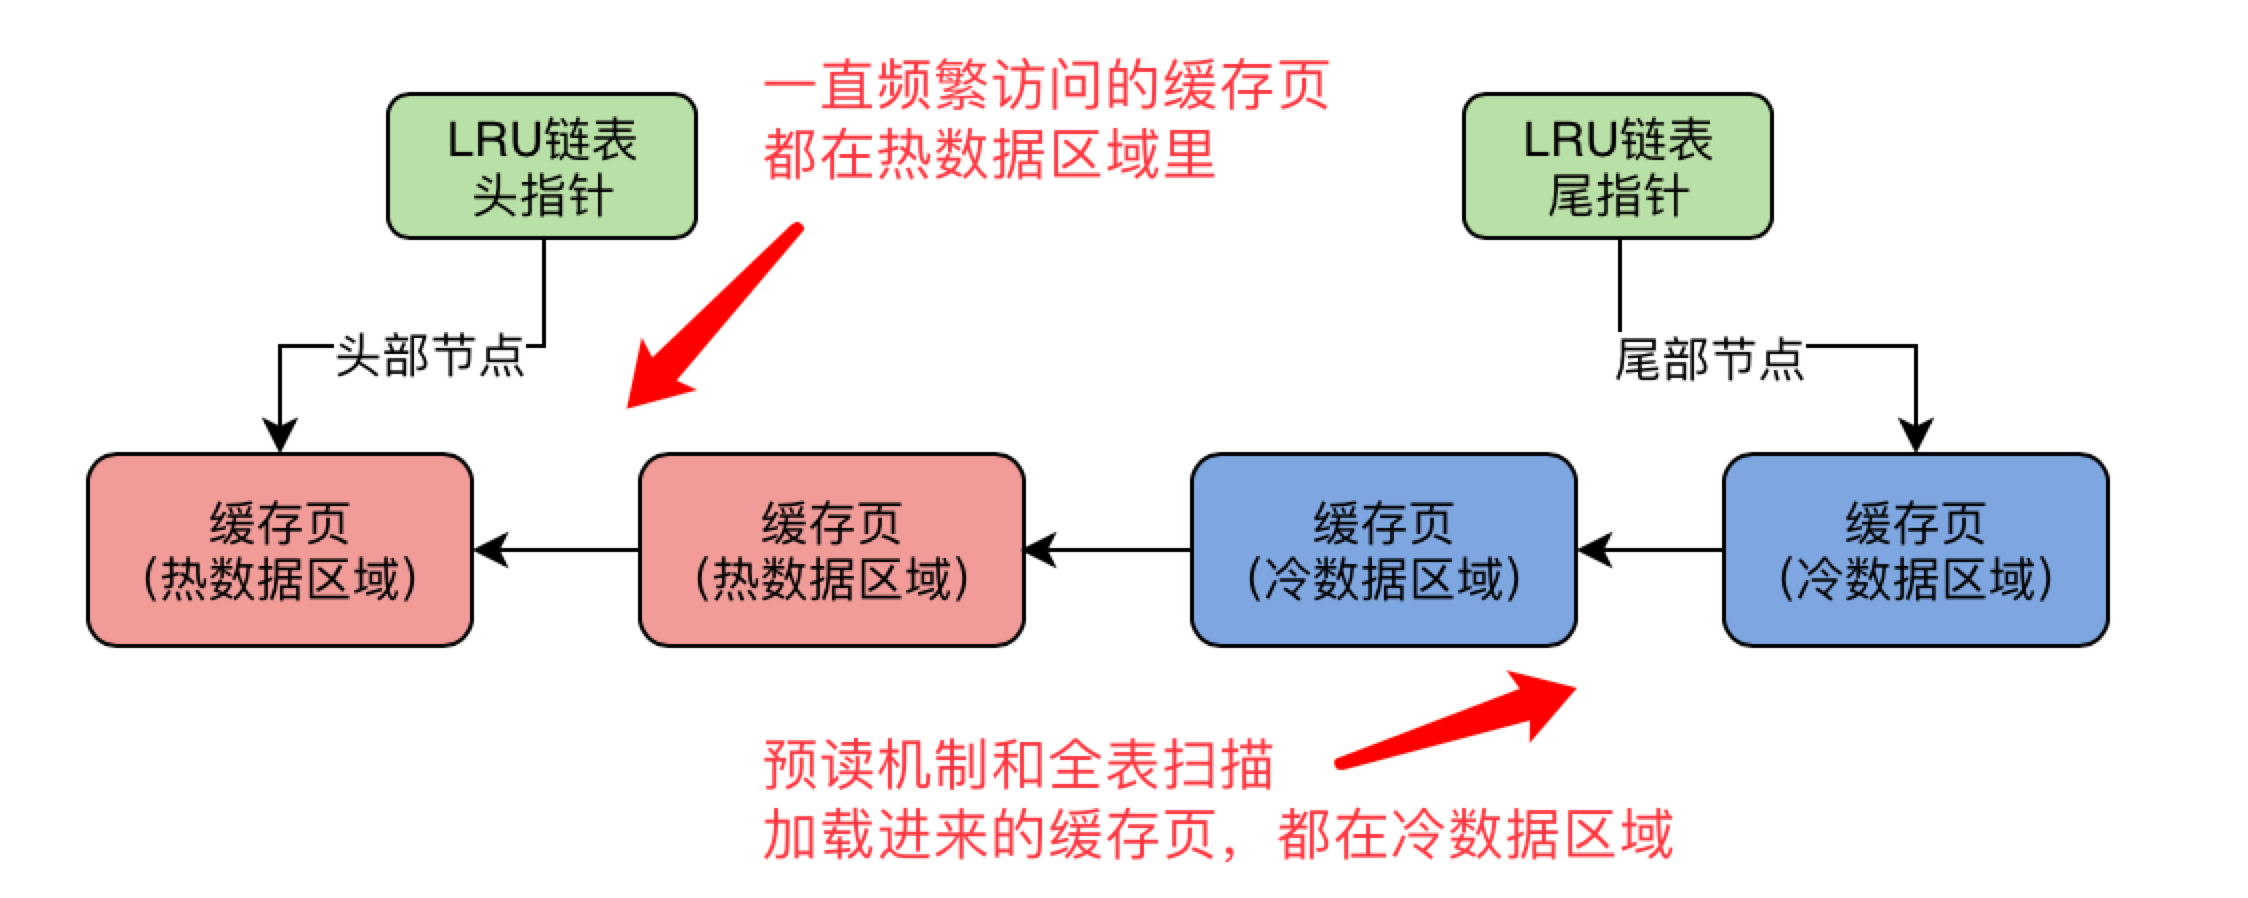 一直频繁访问的缓存页
都在热数据区域里
LRU链表
头指针
LRU链表
尾指针
头部节点
尾部节点
缓存页
(热数据区域)
缓存页
(热数据区域)
缓存页
(冷数据区域)
缓存页
(冷数据区域)
预读机制和全表扫描
加载进来的缓存页，都在冷数据区域